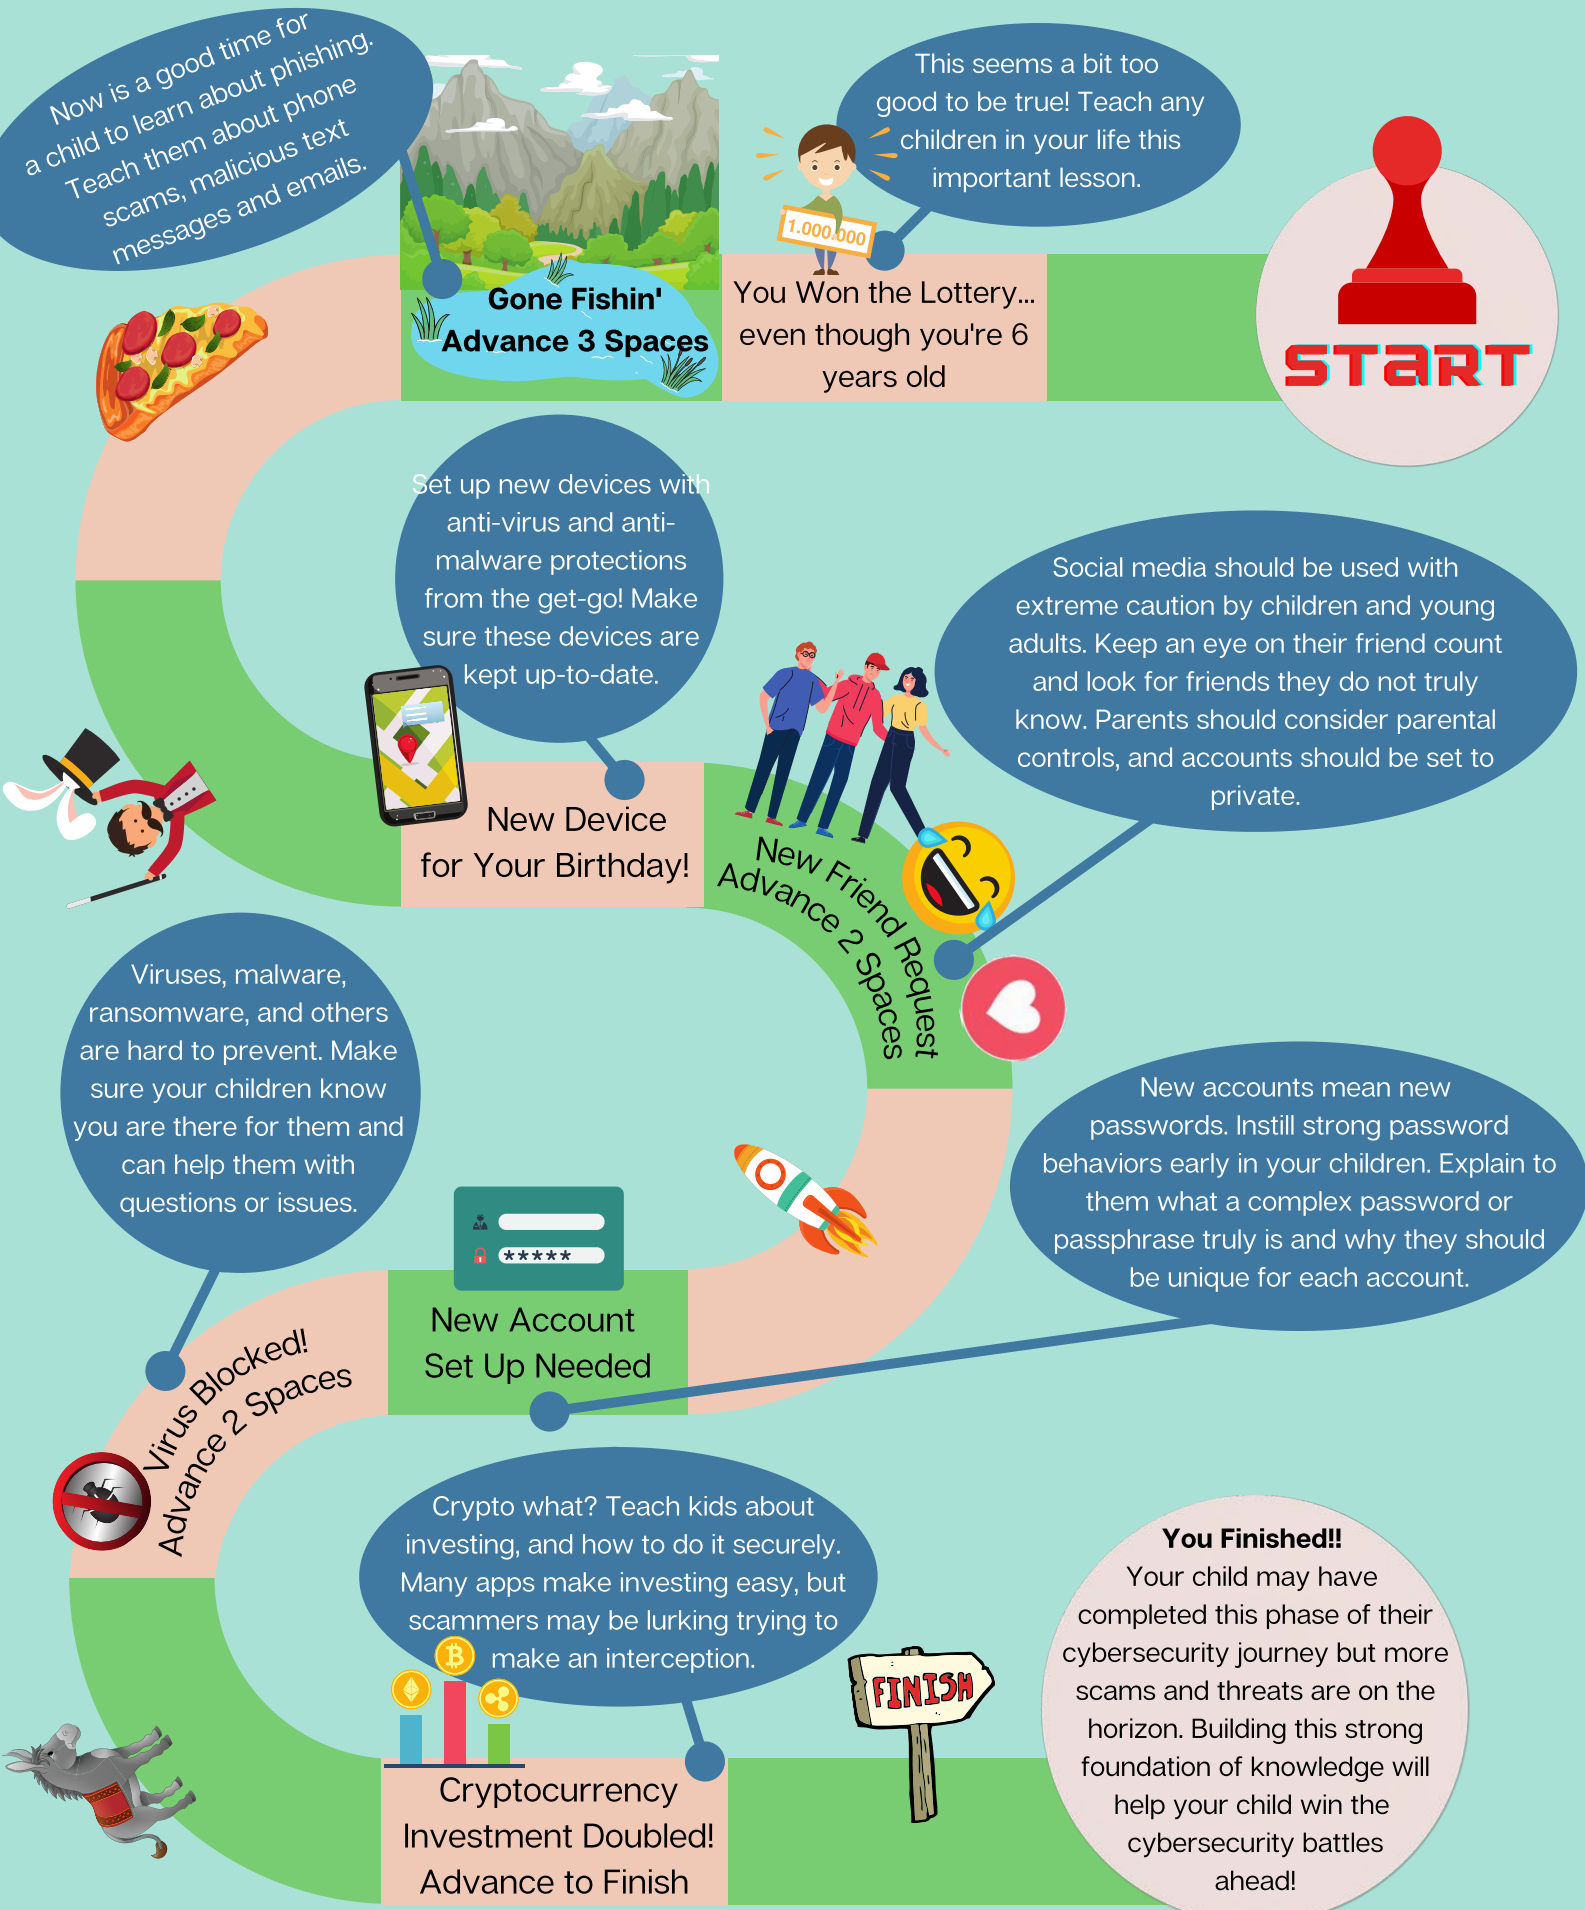 Now is a good time for
a child to learn about phishing.
Teach them about phone
scams, malicious text
messages and emails.
This seems a bit too
good to be true! Teach any
children in your life this
important lesson.
1.000.000
START
Gone Fishin'
Advance 3 Spaces
You Won the Lottery...
even though you're 6
years old
Set up new devices with
anti-virus and anti-
malware protections
from the get-go! Make
sure these devices are
kept up-to-date.
Social media should be used with
extreme caution by children and young
adults. Keep an eye on their friend count
and look for friends they do not truly
know. Parents should consider parental
controls, and accounts should be set to
private.
New Device
for Your Birthday!
New Friend Request
Advance 2 Spaces
Viruses, malware,
ransomware, and others
are hard to prevent. Make
sure your children know
you are there for them and
can help them with
questions or issues.
New accounts mean new
passwords. Instill strong password
behaviors early in your children. Explain to
them what a complex password or
passphrase truly is and why they should
be unique for each account.
*****
New Account
Set Up Needed
Virus Blocked!
Advance 2 Spaces
Crypto what? Teach kids about
investing, and how to do it securely.
Many apps make investing easy, but
scammers may be lurking trying to
make an interception.
FINISH
Cryptocurrency
Investment Doubled!
Advance to Finish
You Finished!!
Your child may have
completed this phase of their
cybersecurity journey but more
scams and threats are on the
horizon. Building this strong
foundation of knowledge will
help your child win the
cybersecurity battles
ahead!